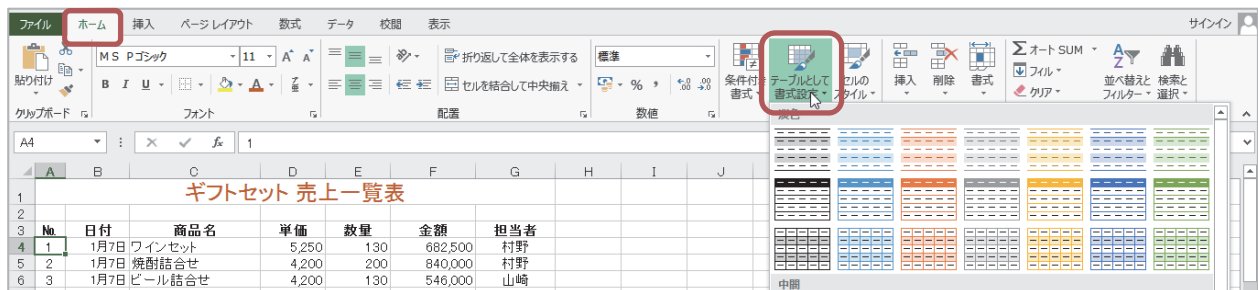 ファイル ホーム 挿入 ページ レイアウト 数式 データ 校閲 表示 サインイン
ＭＳ Ｐゴシック 11 A A 折り返して全体を表示する 標準
貼り付け B I U A セルを結合して中央揃え % , 条件付き書式 テーブルとして書式設定 セルのスタイル 挿入 削除 書式 Σ オート SUM フィル クリア 並べ替えとフィルター 検索と選択
クリップボード フォント 配置 数値 淡色
A4 fx 1
A B C D E F G H I J
1 ギフトセット 売上一覧表
2
3 No. 日付 商品名 単価 数量 金額 担当者
4 1 1月7日 ワインセット 5,250 130 682,500 村野
5 2 1月7日 焼酎詰合せ 4,200 200 840,000 村野
6 3 1月7日 ビール詰合せ 4,200 130 546,000 山崎
中間